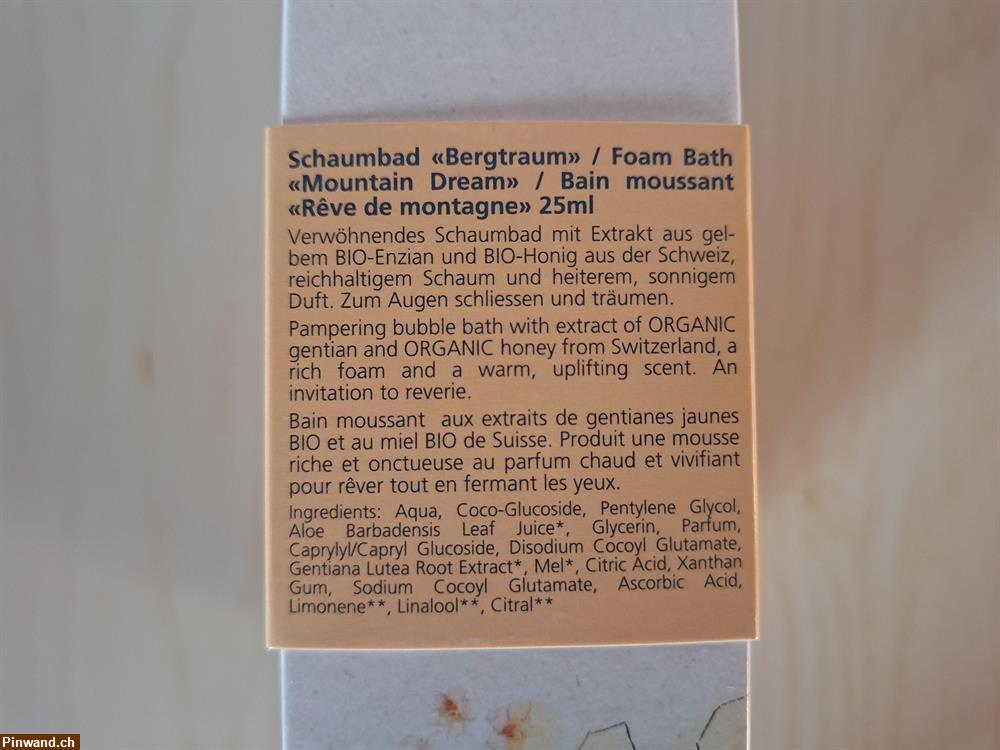 Schaumbad «Bergtraum» / Foam Bath
«Mountain Dream» / Bain moussant
«Rêve de montagne» 25ml
Verwöhnendes Schaumbad mit Extrakt aus gel-
bem BIO-Enzian und BIO-Honig aus der Schweiz,
reichhaltigem Schaum und heiterem, sonnigem
Duft. Zum Augen schliessen und träumen.
Pampering bubble bath with extract of ORGANIC
gentian and ORGANIC honey from Switzerland, a
rich foam and a warm, uplifting scent. An
invitation to reverie.
Bain moussant aux extraits de gentianes jaunes
BIO et au miel BIO de Suisse. Produit une mousse
riche et onctueuse au parfum chaud et vivifiant
pour rêver tout en fermant les yeux.
Ingredients: Aqua, Coco-Glucoside, Pentylene Glycol,
Aloe Barbadensis Leaf Juice*, Glycerin, Parfum,
Caprylyl/Capryl Glucoside, Disodium Cocoyl Glutamate,
Gentiana Lutea Root Extract*, Mel*, Citric Acid, Xanthan
Gum, Sodium Cocoyl Glutamate, Ascorbic Acid,
Limonene**, Linalool**, Citral**
Pinwand.ch